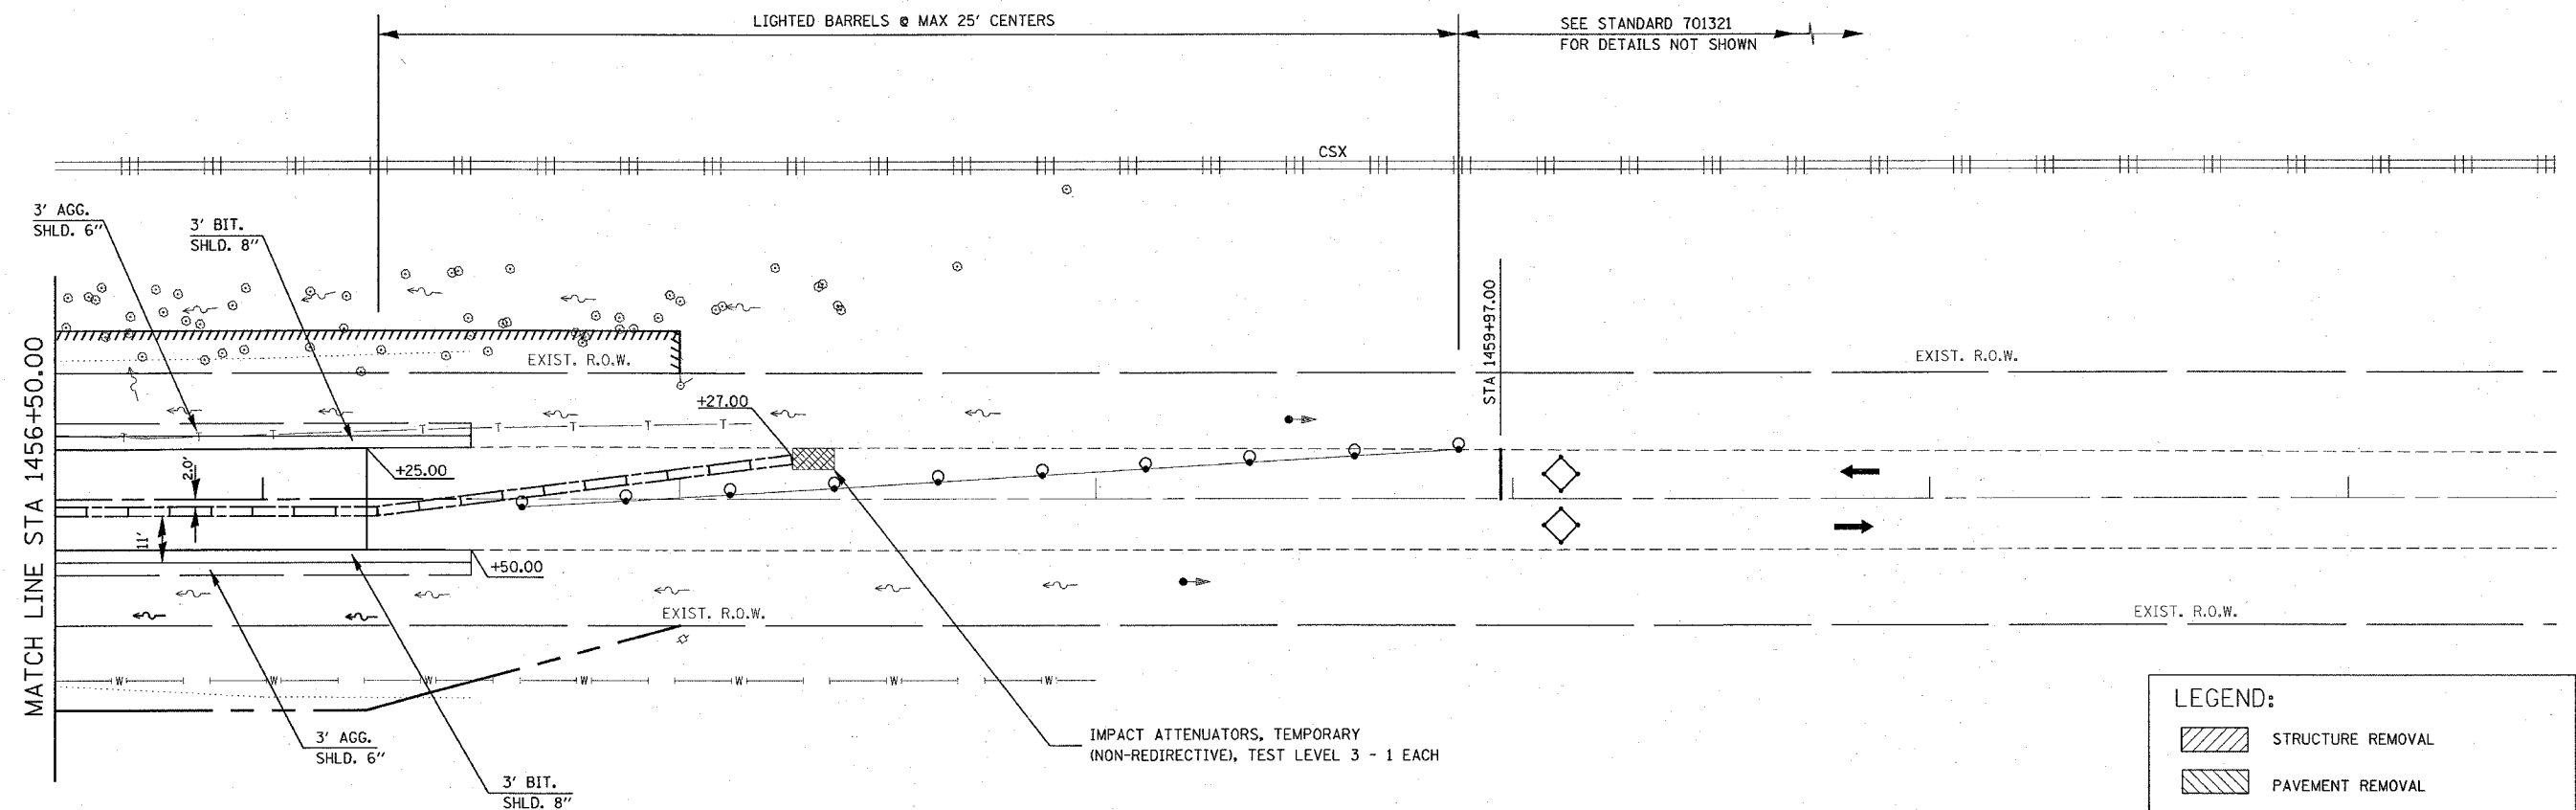 LIGHTED BARRELS @ MAX 25' CENTERS
SEE STANDARD 701321
FOR DETAILS NOT SHOWN
CSX
3' AGG.
SHLD. 6"
3' BIT.
SHLD. 8"
STA 1459+97.00
EXIST. R.O.W.
EXIST. R.O.W.
MATCH LINE STA 1456+50.00
+27.00
T T T T T T T T T
2.0'
+25.00
11'
+50.00
EXIST. R.O.W.
EXIST. R.O.W.
W W W W W W W
3' AGG.
SHLD. 6"
3' BIT.
SHLD. 8"
IMPACT ATTENUATORS, TEMPORARY
(NON-REDIRECTIVE), TEST LEVEL 3 - 1 EACH
LEGEND:
STRUCTURE REMOVAL
PAVEMENT REMOVAL